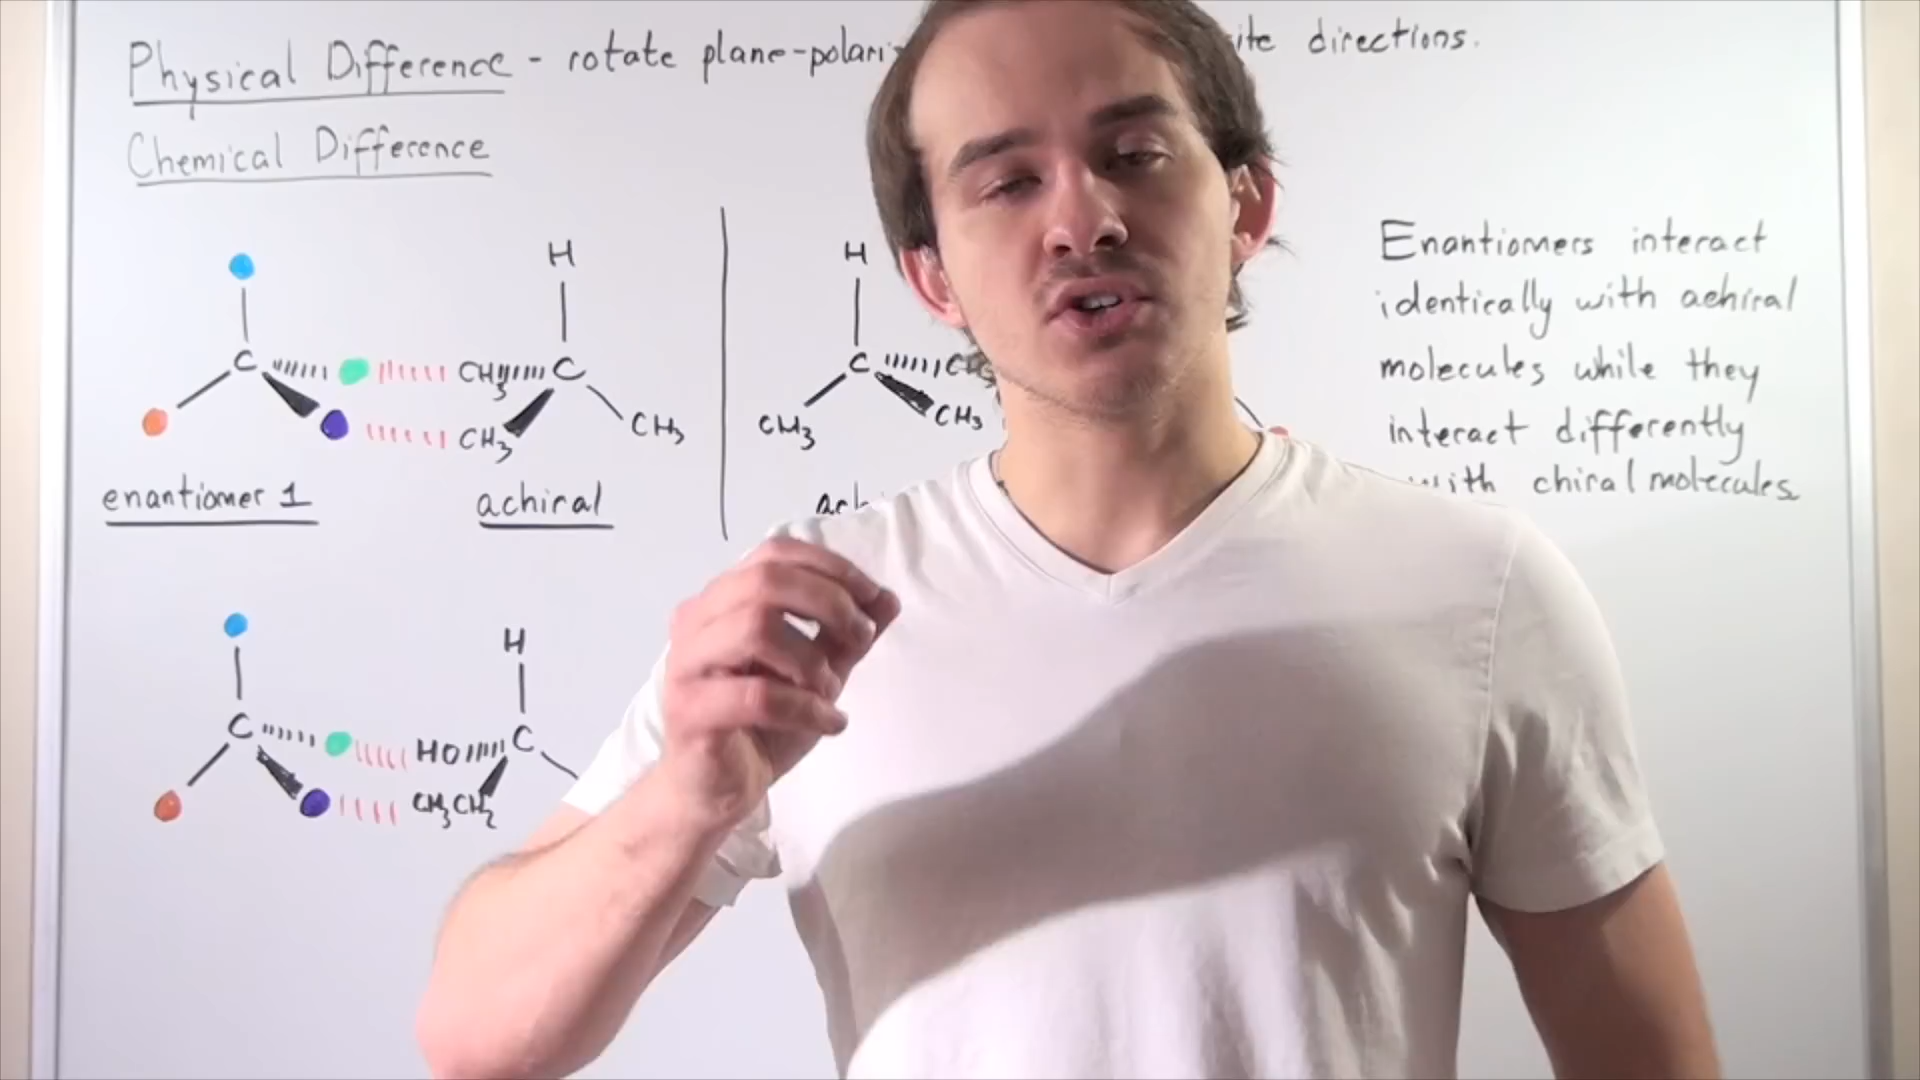 Physical Difference - rotate plane-polari ite directions.
Chemical Difference
Enantiomers interact
identically with achiral
molecules while they
interact differently
with chiral molecules
H
C CH3 C
CH3 CH3
enantiomer 1 achiral
H
C
CH3 CH3
H
C HO C
CH3CH2